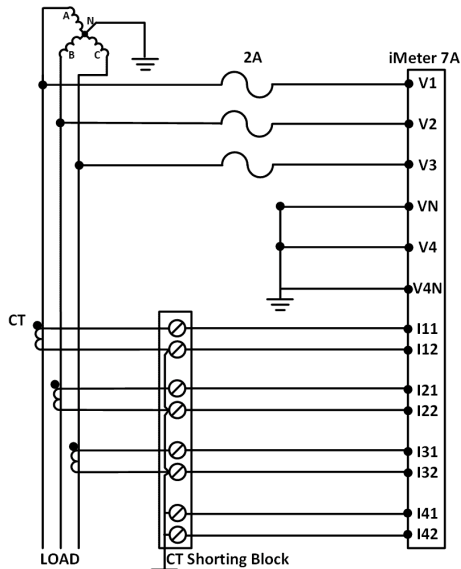 A
N
B
C
2A
iMeter 7A
V1
V2
V3
VN
V4
V4N
CT
I11
I12
I21
I22
I31
I32
I41
I42
LOAD
CT Shorting Block